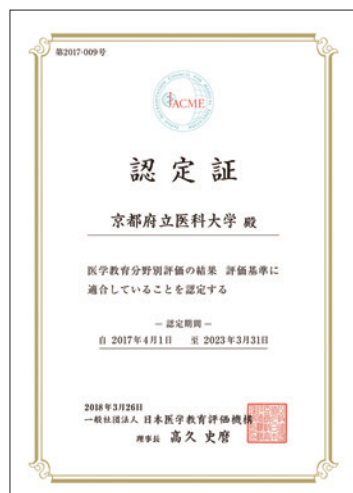 第2017-009号
JACME
認定証
京都府立医科大学 殿
医学教育分野別評価の結果 評価基準に
適合していることを認定する
― 認定期間 ―
自 2017年4月1日 至 2023年3月31日
2018年3月26日
一般社団法人 日本医学教育評価機構
理事長 高久 史麿